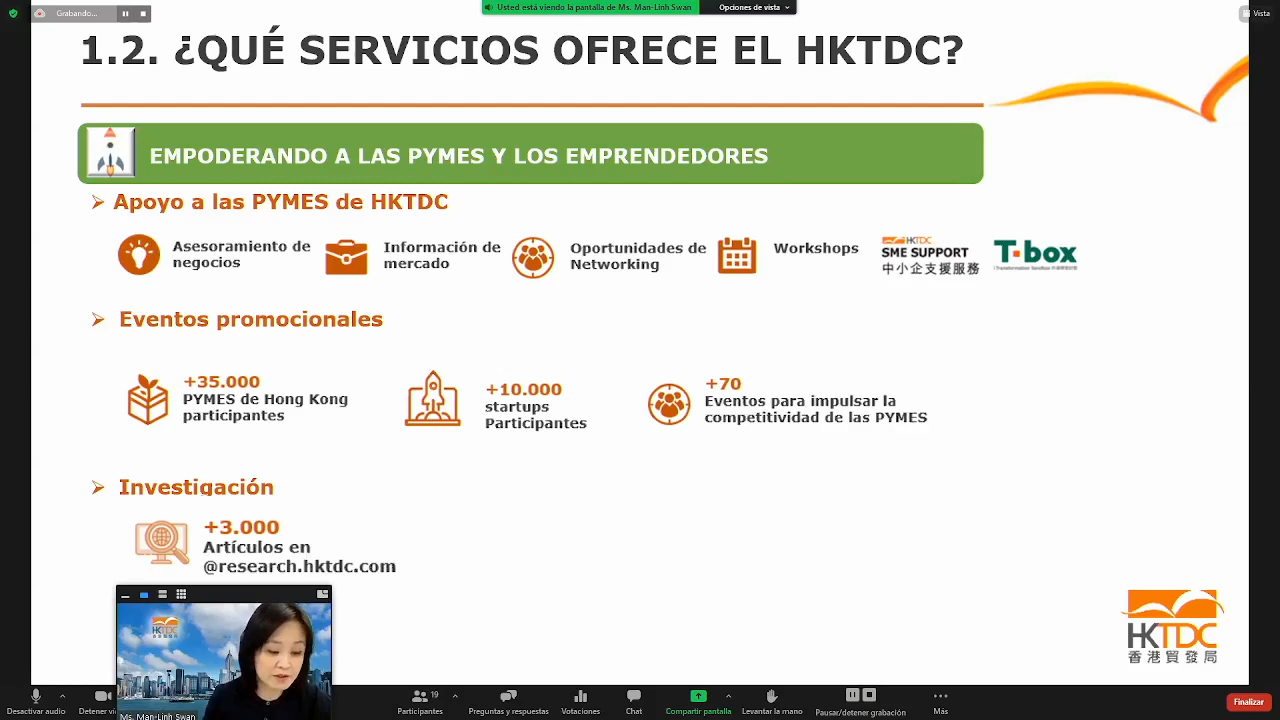 Grabando...
Usted está viendo la pantalla de Ms. Man-Linh Swan
Opciones de vista
Vista
1.2. ¿QUÉ SERVICIOS OFRECE EL HKTDC?
EMPODERANDO A LAS PYMES Y LOS EMPRENDEDORES
Apoyo a las PYMES de HKTDC
Asesoramiento de
negocios
Información de
mercado
Oportunidades de
Networking
Workshops
HKTDC
SME SUPPORT
中小企支援服務
T-box
Eventos promocionales
+35.000
PYMES de Hong Kong
participantes
+10.000
startups
Participantes
+70
Eventos para impulsar la
competitividad de las PYMES
Investigación
+3.000
Artículos en
@research.hktdc.com
HKTDC
香港貿發局
Ms. Man-Linh Swan
Desactivar audio
Detener
Participantes
19
Preguntas y respuestas
Votaciones
Chat
Compartir pantalla
Levantar la mano
Pausar/detener grabación
Más
Finalizar